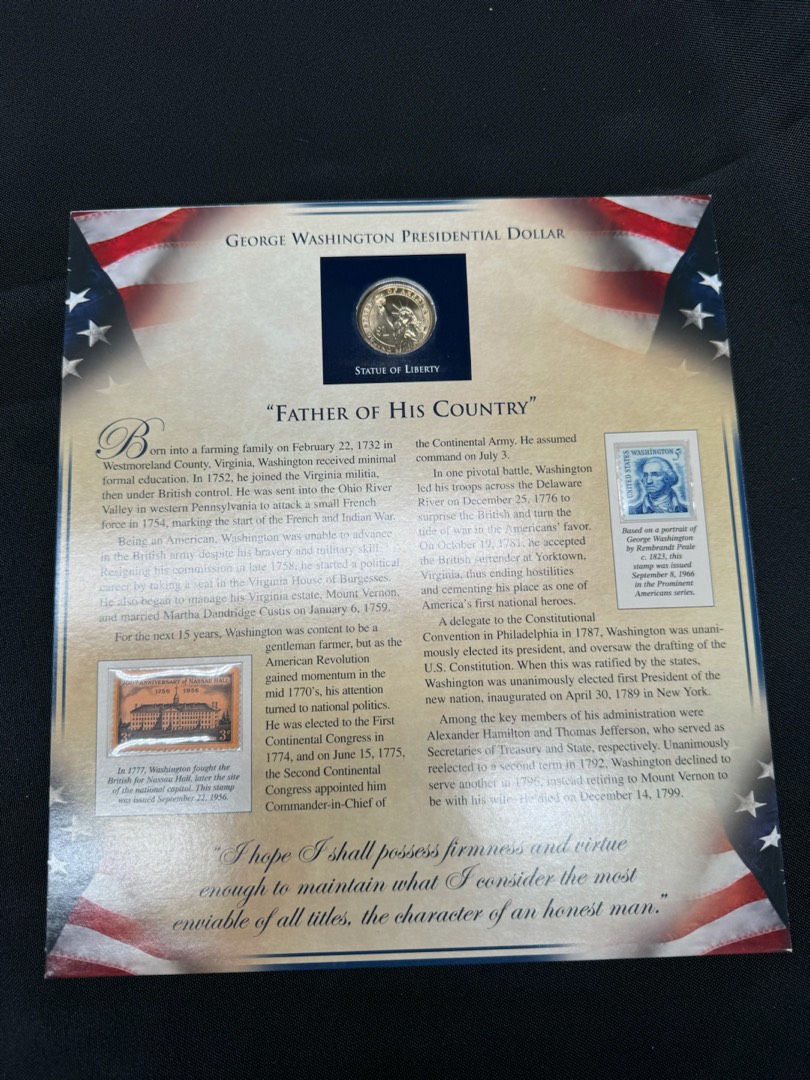 GEORGE WASHINGTON PRESIDENTIAL DOLLAR
OF AMERICA
STATUE OF LIBERTY
"FATHER OF HIS COUNTRY"
Born into a farming family on February 22, 1732 in
Westmoreland County, Virginia, Washington received minimal
formal education. In 1752, he joined the Virginia militia,
then under British control. He was sent into the Ohio River
Valley in western Pennsylvania to attack a small French
force in 1754, marking the start of the French and Indian War.
Being an American, Washington was unable to advance
in the British army despite his bravery and military skill.
Resigning his commission in late 1758, he started a political
career by taking a seat in the Virginia House of Burgesses.
He also began to manage his Virginia estate, Mount Vernon,
and married Martha Dandridge Custus on January 6, 1759.
For the next 15 years, Washington was content to be a
gentleman farmer, but as the
American Revolution
gained momentum in the
mid 1770's, his attention
turned to national politics.
He was elected to the First
Continental Congress in
1774, and on June 15, 1775,
the Second Continental
Congress appointed him
Commander-in-Chief of
200TH ANNIVERSARY of NASSAU HALL
1756 1956
3¢ 3¢
In 1777, Washington fought the
British for Nassau Hall, later the site
of the national capitol. This stamp
was issued September 22, 1956.
the Continental Army. He assumed
command on July 3.
In one pivotal battle, Washington
led his troops across the Delaware
River on December 25, 1776 to
surprise the British and turn the
tide of war in the Americans' favor.
On October 19, 1781, he accepted
the British surrender at Yorktown,
Virginia, thus ending hostilities
and cementing his place as one of
America's first national heroes.
A delegate to the Constitutional
Convention in Philadelphia in 1787, Washington was unani-
mously elected its president, and oversaw the drafting of the
U.S. Constitution. When this was ratified by the states,
Washington was unanimously elected first President of the
new nation, inaugurated on April 30, 1789 in New York.
Among the key members of his administration were
Alexander Hamilton and Thomas Jefferson, who served as
Secretaries of Treasury and State, respectively. Unanimously
reelected to a second term in 1792, Washington declined to
serve another in 1796, instead retiring to Mount Vernon to
be with his wife. He died on December 14, 1799.
WASHINGTON 5¢
UNITED STATES
Based on a portrait of
George Washington
by Rembrandt Peale
c. 1823, this
stamp was issued
September 8, 1966
in the Prominent
Americans series.
"I hope I shall possess firmness and virtue
enough to maintain what I consider the most
enviable of all titles, the character of an honest man."